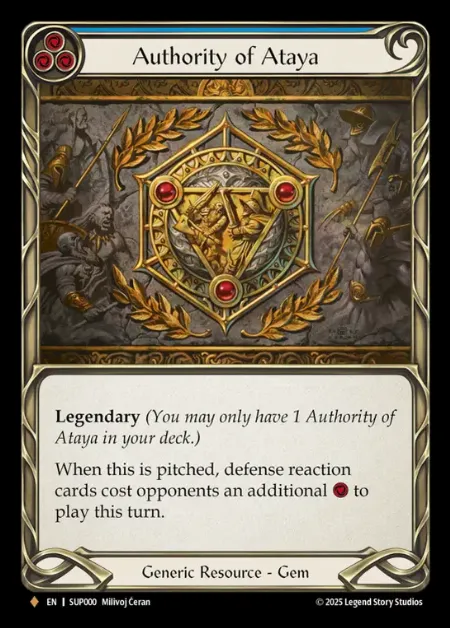 Authority of Ataya
Legendary (You may only have 1 Authority of
Ataya in your deck.)
When this is pitched, defense reaction
cards cost opponents an additional to
play this turn.
Generic Resource - Gem
EN | SUP000 Milivoj Ćeran © 2025 Legend Story Studios